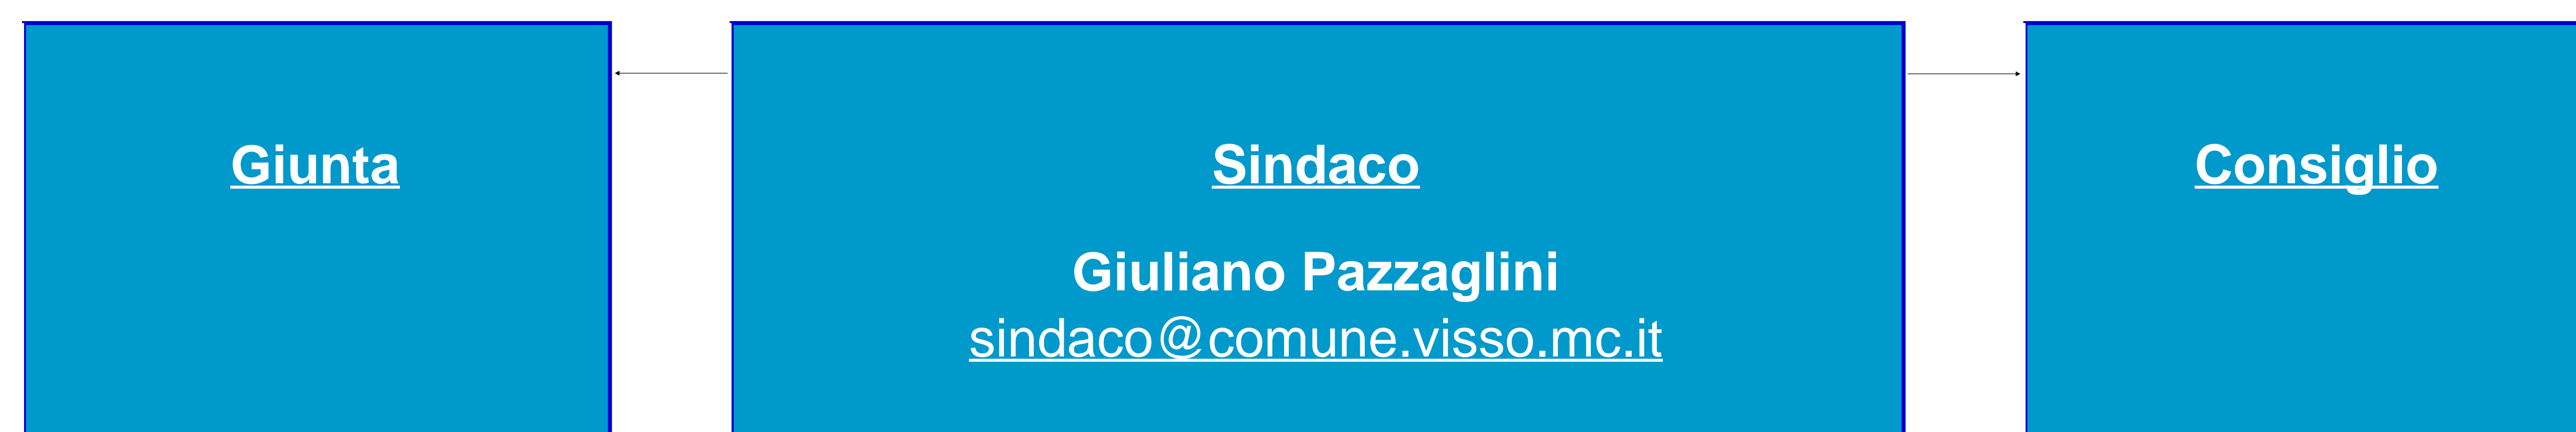 Giunta
Sindaco
Giuliano Pazzaglini
sindaco@comune.visso.mc.it
Consiglio